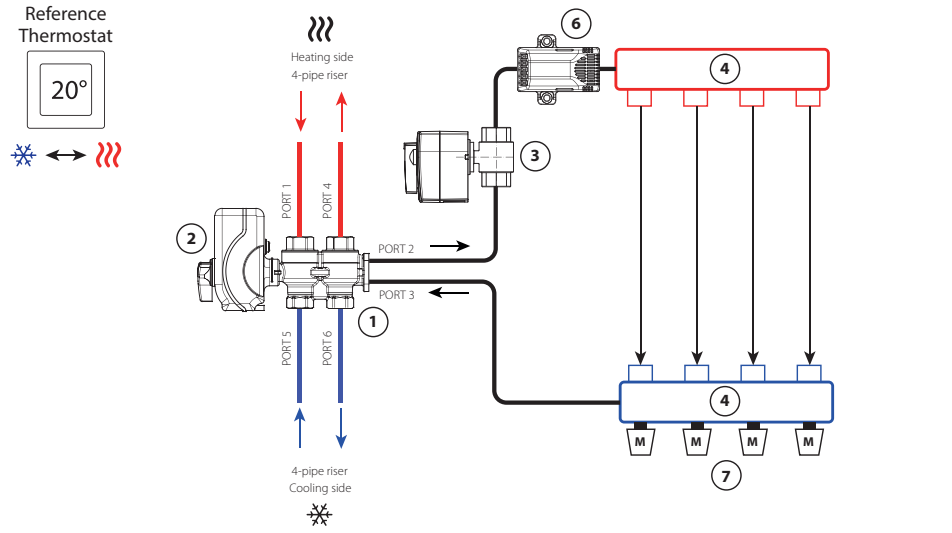 Reference
Thermostat
20°
Heating side
4-pipe riser
6
4
3
PORT 1
PORT 4
2
PORT 2
PORT 3
1
PORT 5
PORT 6
4
M
M
M
M
7
4-pipe riser
Cooling side